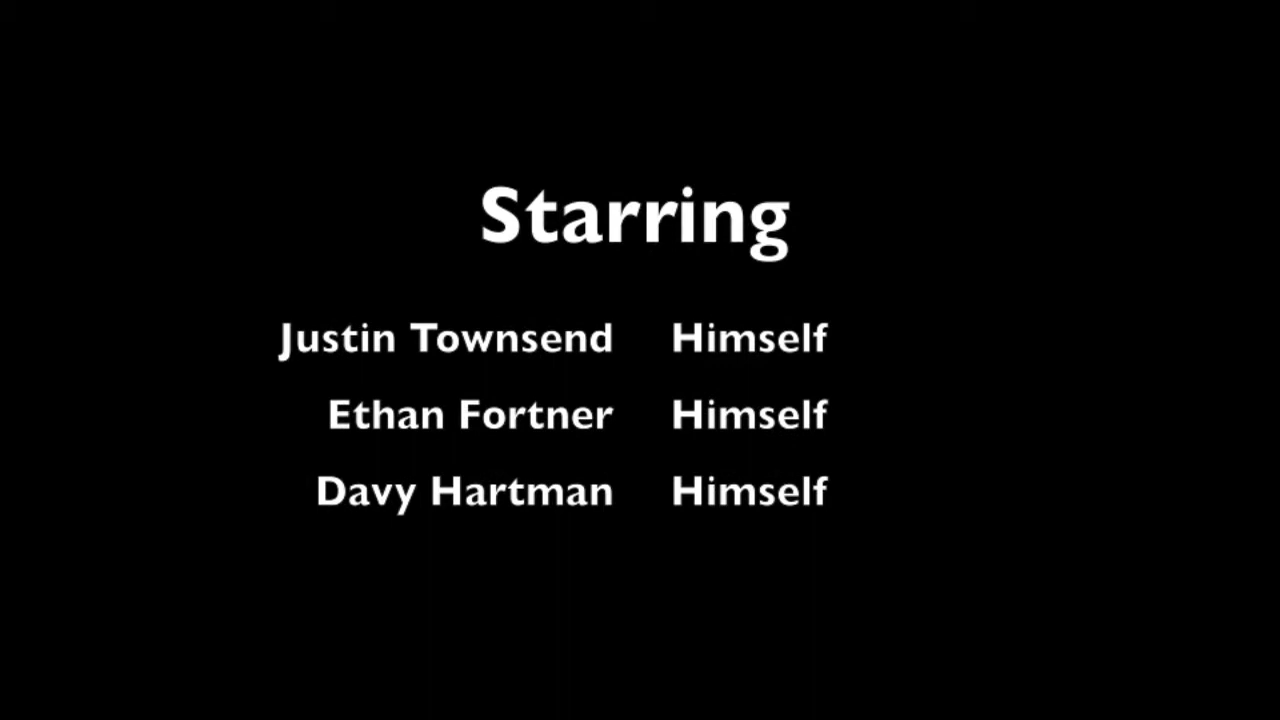 Starring
Justin Townsend Himself
Ethan Fortner Himself
Davy Hartman Himself